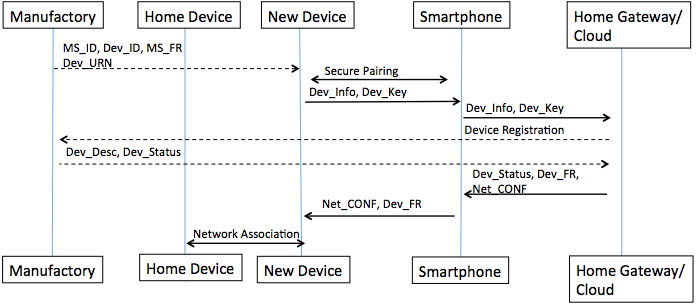 Manufactory
Home Device
New Device
Smartphone
Home Gateway/
Cloud
MS_ID, Dev_ID, MS_FR
Dev_URN
Secure Pairing
Dev_Info, Dev_Key
Dev_Info, Dev_Key
Device Registration
Dev_Desc, Dev_Status
Dev_Status, Dev_FR,
Net_CONF
Net_CONF, Dev_FR
Network Association
Manufactory
Home Device
New Device
Smartphone
Home Gateway/
Cloud